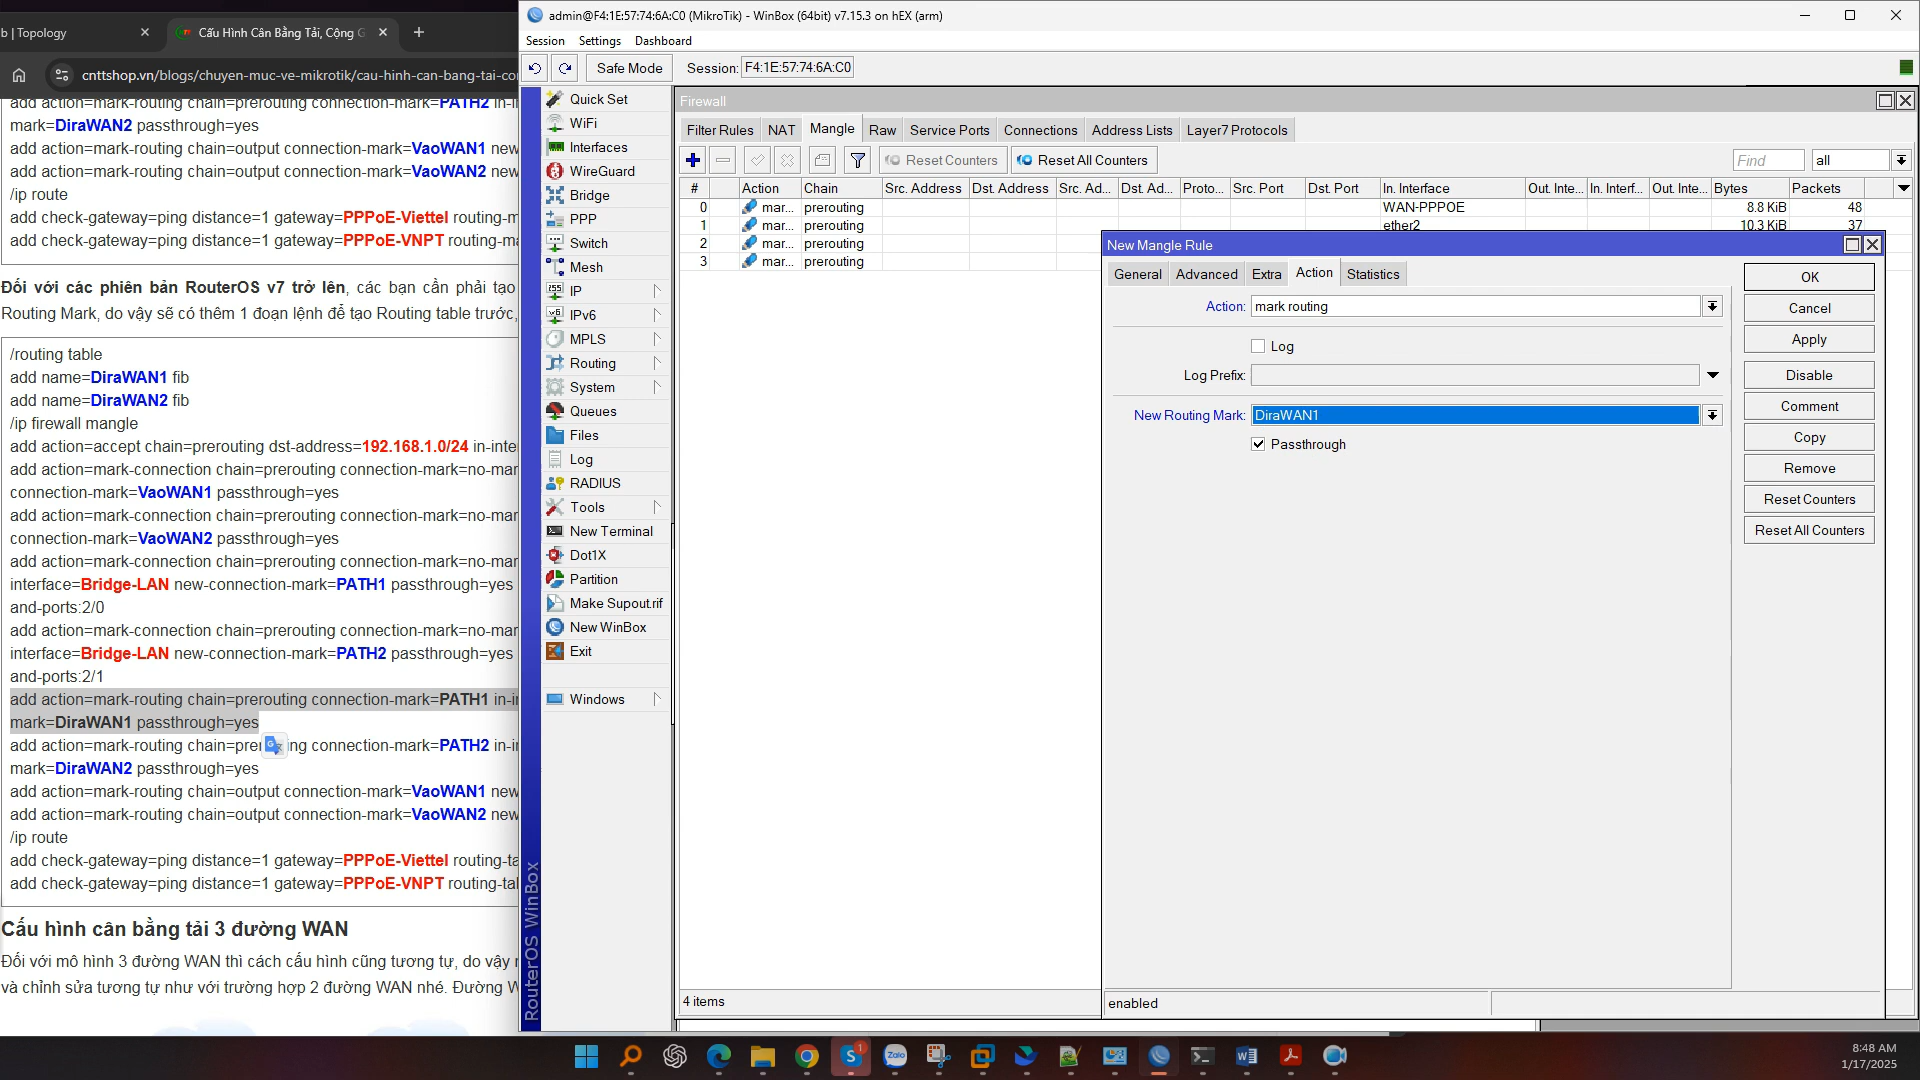 b | Topology
Cấu Hình Cân Bằng Tải, Cộng G
cnttshop.vn/blogs/chuyen-muc-ve-mikrotik/cau-hinh-can-bang-tai-co
add action=mark-routing chain=prerouting connection-mark=PATH2 in-i
mark=DiraWAN2 passthrough=yes
add action=mark-routing chain=output connection-mark=VaoWAN1 new
add action=mark-routing chain=output connection-mark=VaoWAN2 new
/ip route
add check-gateway=ping distance=1 gateway=PPPoE-Viettel routing-m
add check-gateway=ping distance=1 gateway=PPPoE-VNPT routing-ma
Đối với các phiên bản RouterOS v7 trở lên, các bạn cần phải tạo
Routing Mark, do vậy sẽ có thêm 1 đoạn lệnh để tạo Routing table trước,
/routing table
add name=DiraWAN1 fib
add name=DiraWAN2 fib
/ip firewall mangle
add action=accept chain=prerouting dst-address=192.168.1.0/24 in-inte
add action=mark-connection chain=prerouting connection-mark=no-mar
connection-mark=VaoWAN1 passthrough=yes
add action=mark-connection chain=prerouting connection-mark=no-mar
connection-mark=VaoWAN2 passthrough=yes
add action=mark-connection chain=prerouting connection-mark=no-mar
interface=Bridge-LAN new-connection-mark=PATH1 passthrough=yes
and-ports:2/0
add action=mark-connection chain=prerouting connection-mark=no-mar
interface=Bridge-LAN new-connection-mark=PATH2 passthrough=yes
and-ports:2/1
add action=mark-routing chain=prerouting connection-mark=PATH1 in-i
mark=DiraWAN1 passthrough=yes
add action=mark-routing chain=prer ing connection-mark=PATH2 in-i
mark=DiraWAN2 passthrough=yes
add action=mark-routing chain=output connection-mark=VaoWAN1 new
add action=mark-routing chain=output connection-mark=VaoWAN2 new
/ip route
add check-gateway=ping distance=1 gateway=PPPoE-Viettel routing-ta
add check-gateway=ping distance=1 gateway=PPPoE-VNPT routing-tal
Cấu hình cân bằng tải 3 đường WAN
Đối với mô hình 3 đường WAN thì cách cấu hình cũng tương tự, do vậy
và chỉnh sửa tương tự như với trường hợp 2 đường WAN nhé. Đường W
admin@F4:1E:57:74:6A:C0 (MikroTik) - WinBox (64bit) v7.15.3 on hEX (arm)
Session Settings Dashboard
Safe Mode Session: F4:1E:57:74:6A:C0
RouterOS WinBox
Quick Set
WiFi
Interfaces
WireGuard
Bridge
PPP
Switch
Mesh
IP
IPv6
MPLS
Routing
System
Queues
Files
Log
RADIUS
Tools
New Terminal
Dot1X
Partition
Make Supout.rif
New WinBox
Exit
Windows
Firewall
Filter Rules NAT Mangle Raw Service Ports Connections Address Lists Layer7 Protocols
Reset Counters Reset All Counters Find all
# Action Chain Src. Address Dst. Address Src. Ad... Dst. Ad... Proto... Src. Port Dst. Port In. Interface Out. Inte... In. Interf... Out. Inte... Bytes Packets
0 mar... prerouting WAN-PPPOE 8.8 KiB 48
1 mar... prerouting ether2 10.3 KiB 37
2 mar... prerouting
3 mar... prerouting
4 items
New Mangle Rule
General Advanced Extra Action Statistics
Action: mark routing
Log
Log Prefix:
New Routing Mark: DiraWAN1
Passthrough
OK
Cancel
Apply
Disable
Comment
Copy
Remove
Reset Counters
Reset All Counters
enabled
1
Zalo
8:48 AM
1/17/2025